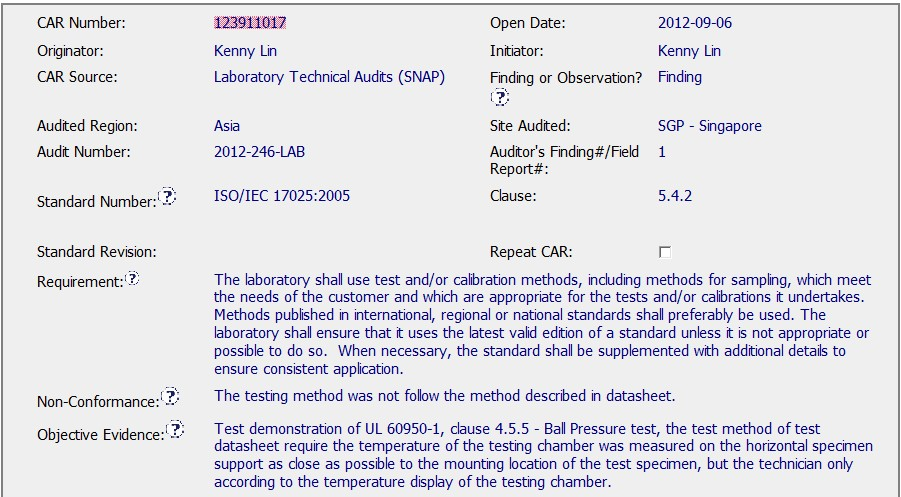 CAR Number: 123911017 Open Date: 2012-09-06
Originator: Kenny Lin Initiator: Kenny Lin
CAR Source: Laboratory Technical Audits (SNAP) Finding or Observation? Finding
?
Audited Region: Asia Site Audited: SGP - Singapore
Audit Number: 2012-246-LAB Auditor's Finding#/Field 1
Report#:
Standard Number: ? ISO/IEC 17025:2005 Clause: 5.4.2
Standard Revision: Repeat CAR:
Requirement: ? The laboratory shall use test and/or calibration methods, including methods for sampling, which meet
the needs of the customer and which are appropriate for the tests and/or calibrations it undertakes.
Methods published in international, regional or national standards shall preferably be used. The
laboratory shall ensure that it uses the latest valid edition of a standard unless it is not appropriate or
possible to do so. When necessary, the standard shall be supplemented with additional details to
ensure consistent application.
Non-Conformance: ? The testing method was not follow the method described in datasheet.
Objective Evidence: ? Test demonstration of UL 60950-1, clause 4.5.5 - Ball Pressure test, the test method of test
datasheet require the temperature of the testing chamber was measured on the horizontal specimen
support as close as possible to the mounting location of the test specimen, but the technician only
according to the temperature display of the testing chamber.